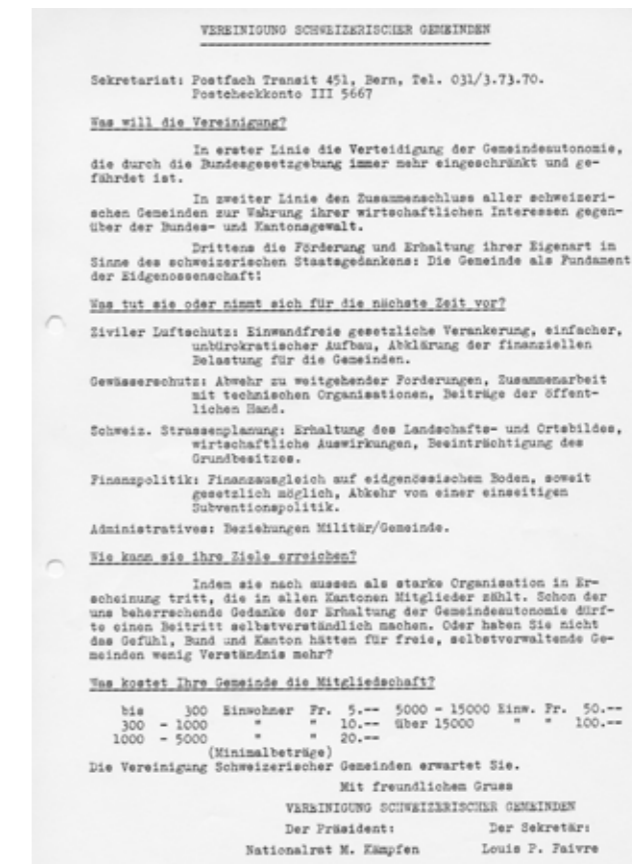 VEREINIGUNG SCHWEIZERISCHER GEMEINDEN
Sekretariat: Postfach Transit 451, Bern, Tel. 031/3.73.70.
Postcheckkonto III 5667
Was will die Vereinigung?
In erster Linie die Verteidigung der Gemeindeautonomie,
die durch die Bundesgesetzgebung immer mehr eingeschränkt und ge-
fährdet ist.
In zweiter Linie den Zusammenschluss aller schweizeri-
schen Gemeinden zur Wahrung ihrer wirtschaftlichen Interessen gegen-
über der Bundes- und Kantonsgewalt.
Drittens die Förderung und Erhaltung ihrer Eigenart in
Sinne des schweizerischen Staatsgedankens: Die Gemeinde als Fundament
der Eidgenossenschaft!
Was tut sie oder nimmt sich für die nächste Zeit vor?
Ziviler Luftschutz: Einwandfreie gesetzliche Verankerung, einfacher,
unbürokratischer Aufbau, Abklärung der finanziellen
Belastung für die Gemeinden.
Gewässerschutz: Abwehr zu weitgehender Forderungen, Zusammenarbeit
mit technischen Organisationen, Beiträge der öffent-
lichen Hand.
Schweiz. Strassenplanung: Erhaltung des Landschafts- und Ortsbildes,
wirtschaftliche Auswirkungen, Beeinträchtigung des
Grundbesitzes.
Finanzpolitik: Finanzausgleich auf eidgenössischem Boden, soweit
gesetzlich möglich, Abkehr von einer einseitigen
Subventionspolitik.
Administratives: Beziehungen Militär/Gemeinde.
Wie kann sie ihre Ziele erreichen?
Indem sie nach aussen als starke Organisation in Er-
scheinung tritt, die in allen Kantonen Mitglieder zählt. Schon der
uns beherrschende Gedanke der Erhaltung der Gemeindeautonomie dürf-
te einen Beitritt selbstverständlich machen. Oder haben Sie nicht
das Gefühl, Bund und Kanton hätten für freie, selbstverwaltende Ge-
meinden wenig Verständnis mehr?
Was kostet Ihre Gemeinde die Mitgliedschaft?
bis 300 Einwohner Fr. 5.-- 5000 - 15000 Einw. Fr. 50.--
300 - 1000 " " 10.-- über 15000 " " 100.--
1000 - 5000 " " 20.--
(Minimalbeträge)
Die Vereinigung Schweizerischer Gemeinden erwartet Sie.
Mit freundlichem Gruss
VEREINIGUNG SCHWEIZERISCHER GEMEINDEN
Der Präsident: Der Sekretär:
Nationalrat M. Kämpfen Louis P. Faivre